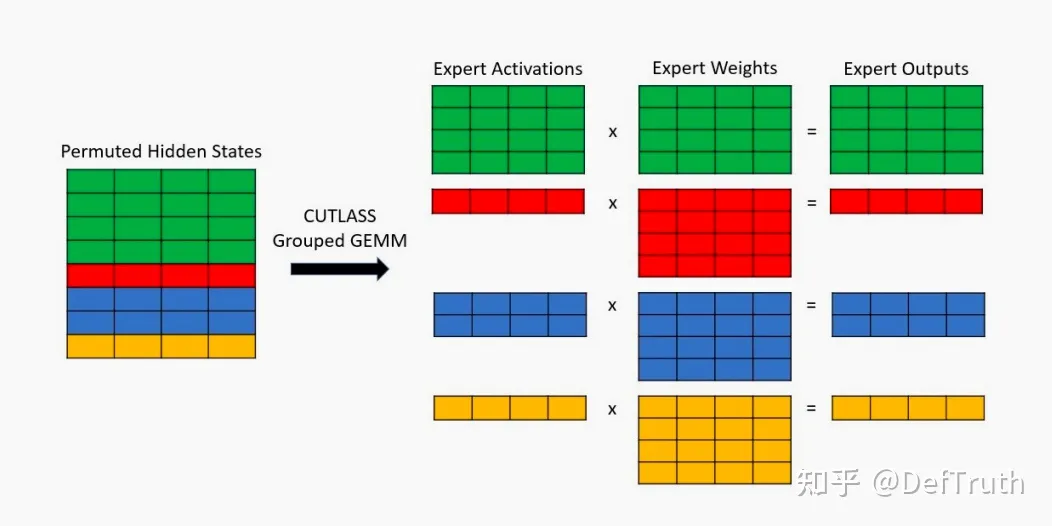 Expert Activations
Expert Weights
Expert Outputs
Permuted Hidden States
CUTLASS
Grouped GEMM
x
=
x
=
x
=
x
=
知乎 @DefTruth